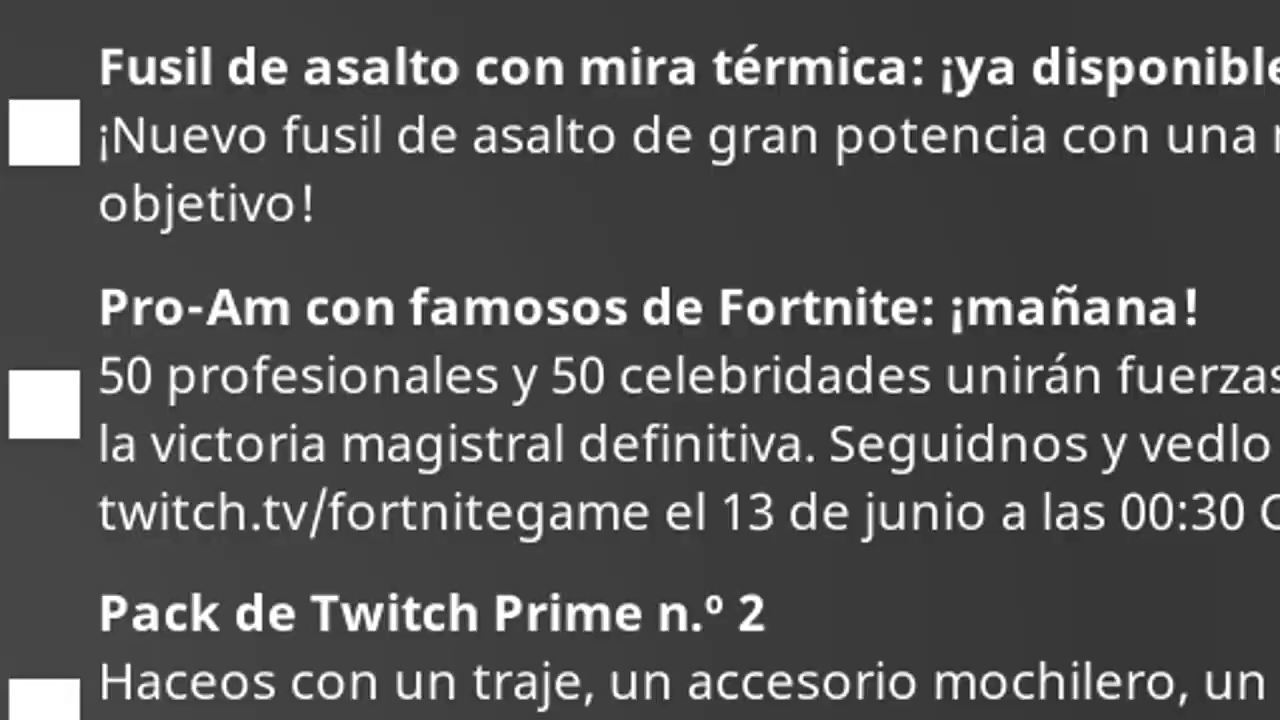 Fusil de asalto con mira térmica: ¡ya disponible
¡Nuevo fusil de asalto de gran potencia con una
objetivo!
Pro-Am con famosos de Fortnite: ¡mañana!
50 profesionales y 50 celebridades unirán fuerzas
la victoria magistral definitiva. Seguidnos y vedlo
twitch.tv/fortnitegame el 13 de junio a las 00:30
Pack de Twitch Prime n.º 2
Haceos con un traje, un accesorio mochilero, un